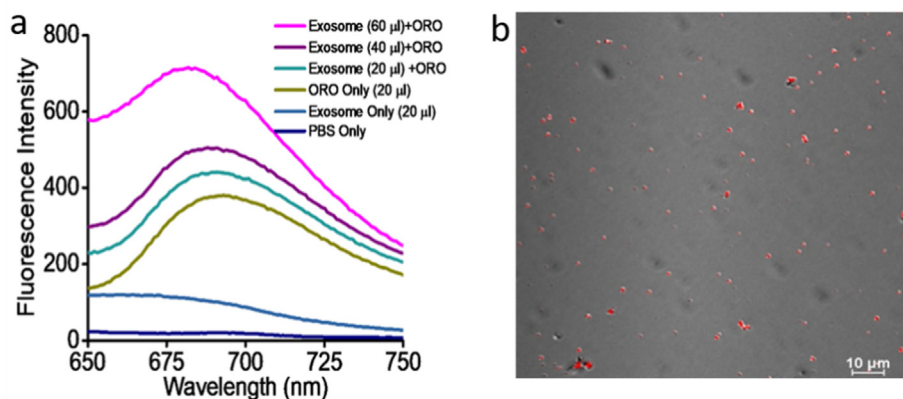 a
800
600
400
200
0
Fluorescence Intensity
Exosome (60 µl)+ORO
Exosome (40 µl)+ORO
Exosome (20 µl) +ORO
ORO Only (20 µl)
Exosome Only (20 µl)
PBS Only
650 675 700 725 750
Wavelength (nm)
b
10 µm